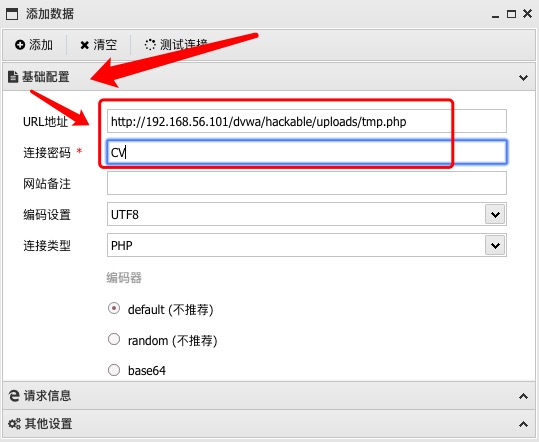 添加数据
添加 清空 测试连接
基础配置
URL地址 http://192.168.56.101/dvwa/hackable/uploads/tmp.php
连接密码 * CV
网站备注
编码设置 UTF8
连接类型 PHP
编码器
default (不推荐)
random (不推荐)
base64
请求信息
其他设置